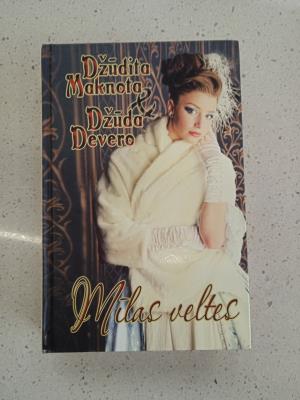 Džūdita
Maknota
&
Džūda
Devero
Mīlas veltes